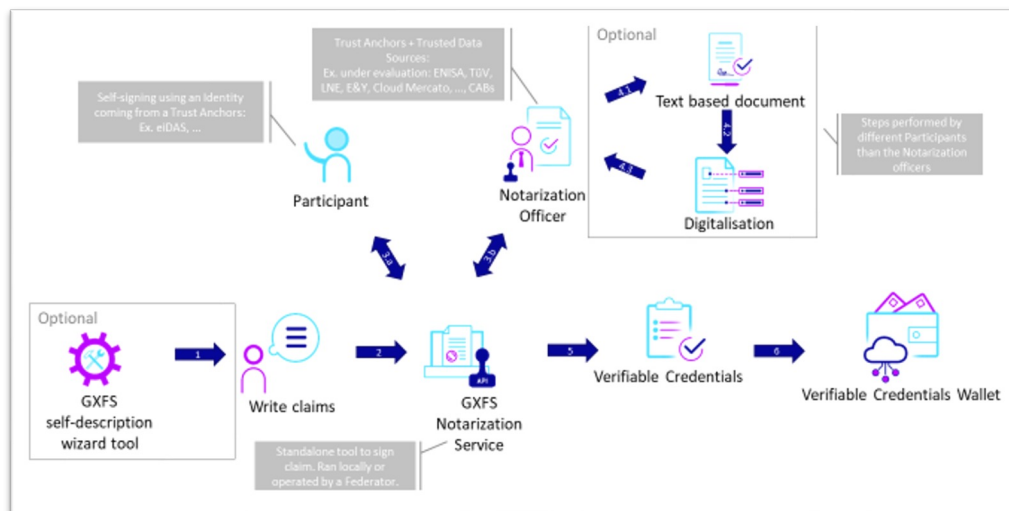 Trust Anchors + Trusted Data
Sources:
Ex. under evaluation: ENISA, TüV,
LNE, E&Y, Cloud Mercato, ..., CABs
Optional
Self-signing using an Identity
coming from a Trust Anchors:
Ex. eIDAS, ...
4.1
Text based document
4.2
Steps performed by
different Participants
than the Notarization
officers
4.3
Participant
Notarization
Officer
Digitalisation
3.a
3.b
Optional
1
2
API
5
6
GXFS
self-description
wizard tool
Write claims
GXFS
Notarization
Service
Verifiable Credentials
Verifiable Credentials Wallet
Standalone tool to sign
claim. Ran locally or
operated by a Federator.